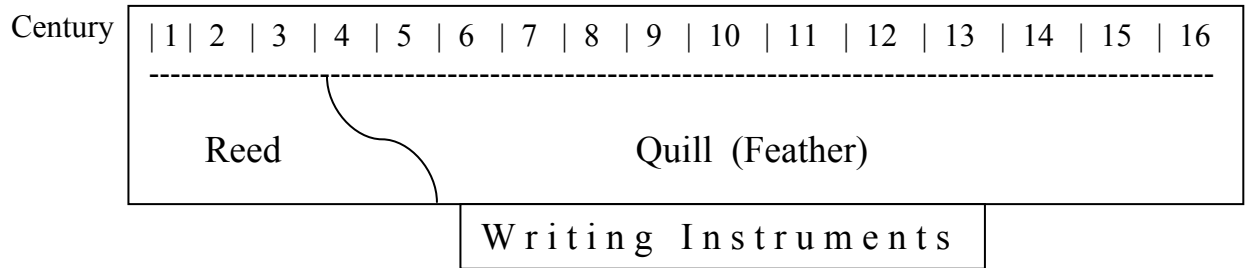 Century | 1 | 2 | 3 | 4 | 5 | 6 | 7 | 8 | 9 | 10 | 11 | 12 | 13 | 14 | 15 | 16
Reed Quill (Feather)
Writing Instruments